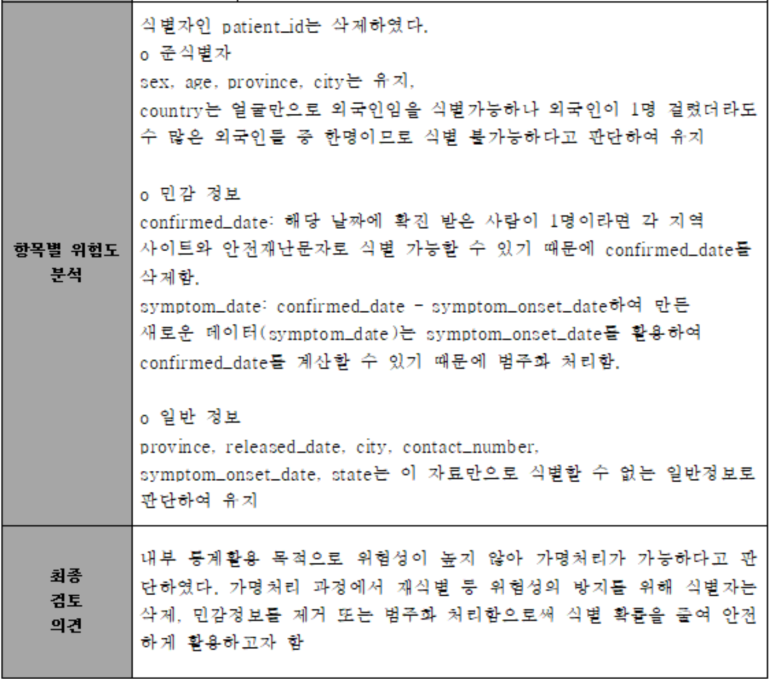 식별자인 patient_id는 삭제하였다.
o 준식별자
sex, age, province, city는 유지,
country는 얼굴만으로 외국인임을 식별가능하나 외국인이 1명 걸렸더라도
수 많은 외국인들 중 한명이므로 식별 불가능하다고 판단하여 유지
o 민감 정보
confirmed_date: 해당 날짜에 확진 받은 사람이 1명이라면 각 지역
사이트와 안전재난문자로 식별 가능할 수 있기 때문에 confirmed_date를
삭제함.
항목별 위험도
분석
symptom_date: confirmed_date - symptom_onset_date하여 만든
새로운 데이터(symptom_date)는 symptom_onset_date를 활용하여
confirmed_date를 계산할 수 있기 때문에 범주화 처리함.
o 일반 정보
province, released_date, city, contact_number,
symptom_onset_date, state는 이 자료만으로 식별할 수 없는 일반정보로
판단하여 유지
최종
검토
의견
내부 통계활용 목적으로 위험성이 높지 않아 가명처리가 가능하다고 판
단하였다. 가명처리 과정에서 재식별 등 위험성의 방지를 위해 식별자는
삭제, 민감정보를 제거 또는 범주화 처리함으로써 식별 확률을 줄여 안전
하게 활용하고자 함